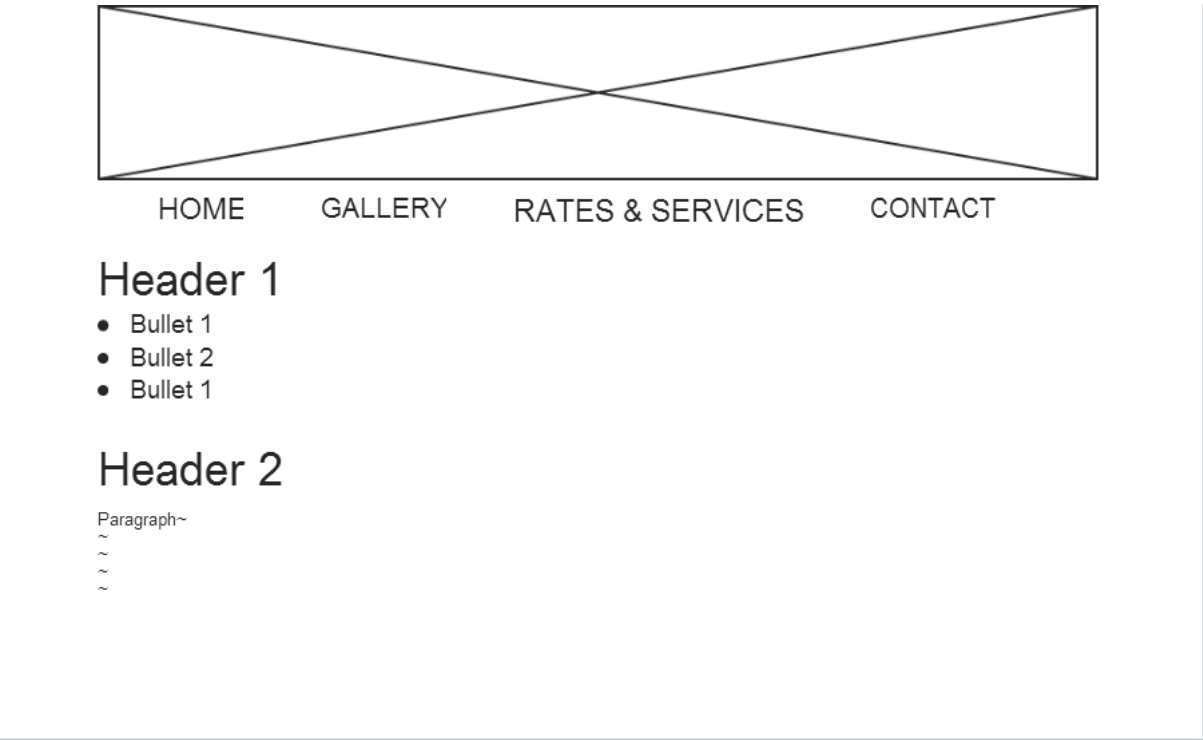 HOME GALLERY RATES & SERVICES CONTACT
Header 1
• Bullet 1
• Bullet 2
• Bullet 1
Header 2
Paragraph~
~
~
~
~